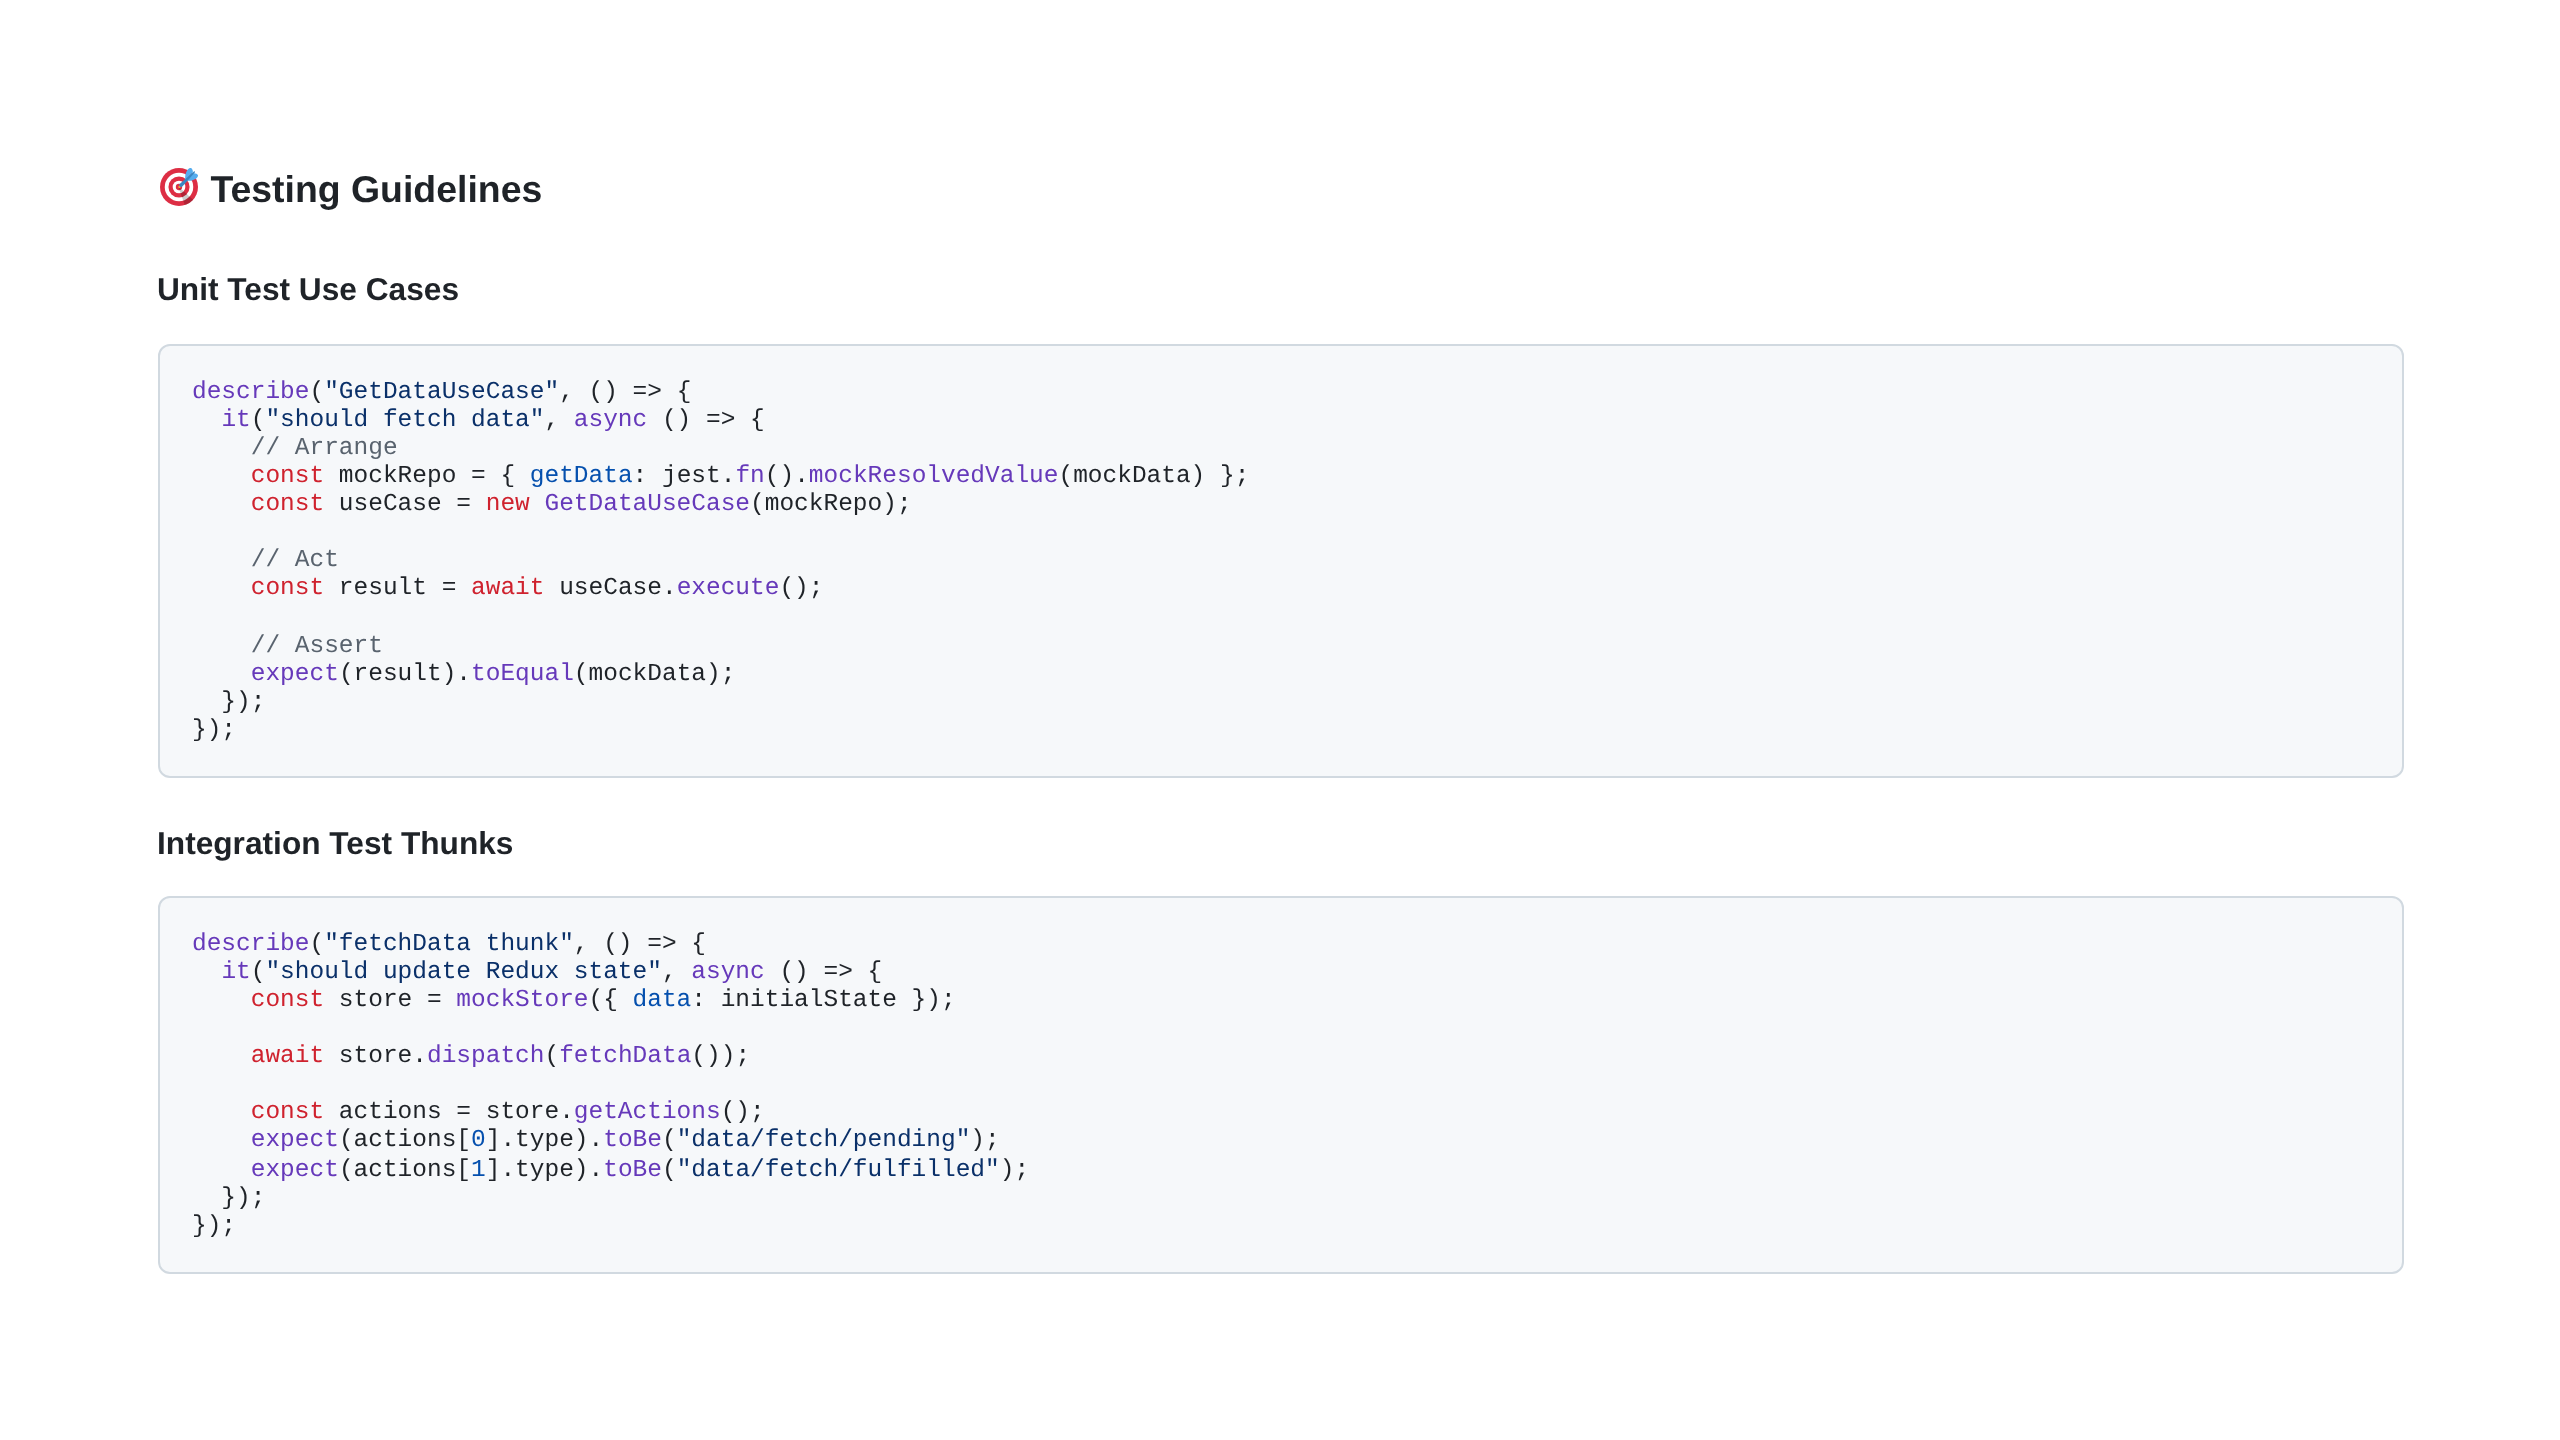 🎯 Testing Guidelines
Unit Test Use Cases
describe("GetDataUseCase", () => {
  it("should fetch data", async () => {
    // Arrange
    const mockRepo = { getData: jest.fn().mockResolvedValue(mockData) };
    const useCase = new GetDataUseCase(mockRepo);

    // Act
    const result = await useCase.execute();

    // Assert
    expect(result).toEqual(mockData);
  });
});
Integration Test Thunks
describe("fetchData thunk", () => {
  it("should update Redux state", async () => {
    const store = mockStore({ data: initialState });

    await store.dispatch(fetchData());

    const actions = store.getActions();
    expect(actions[0].type).toBe("data/fetch/pending");
    expect(actions[1].type).toBe("data/fetch/fulfilled");
  });
});